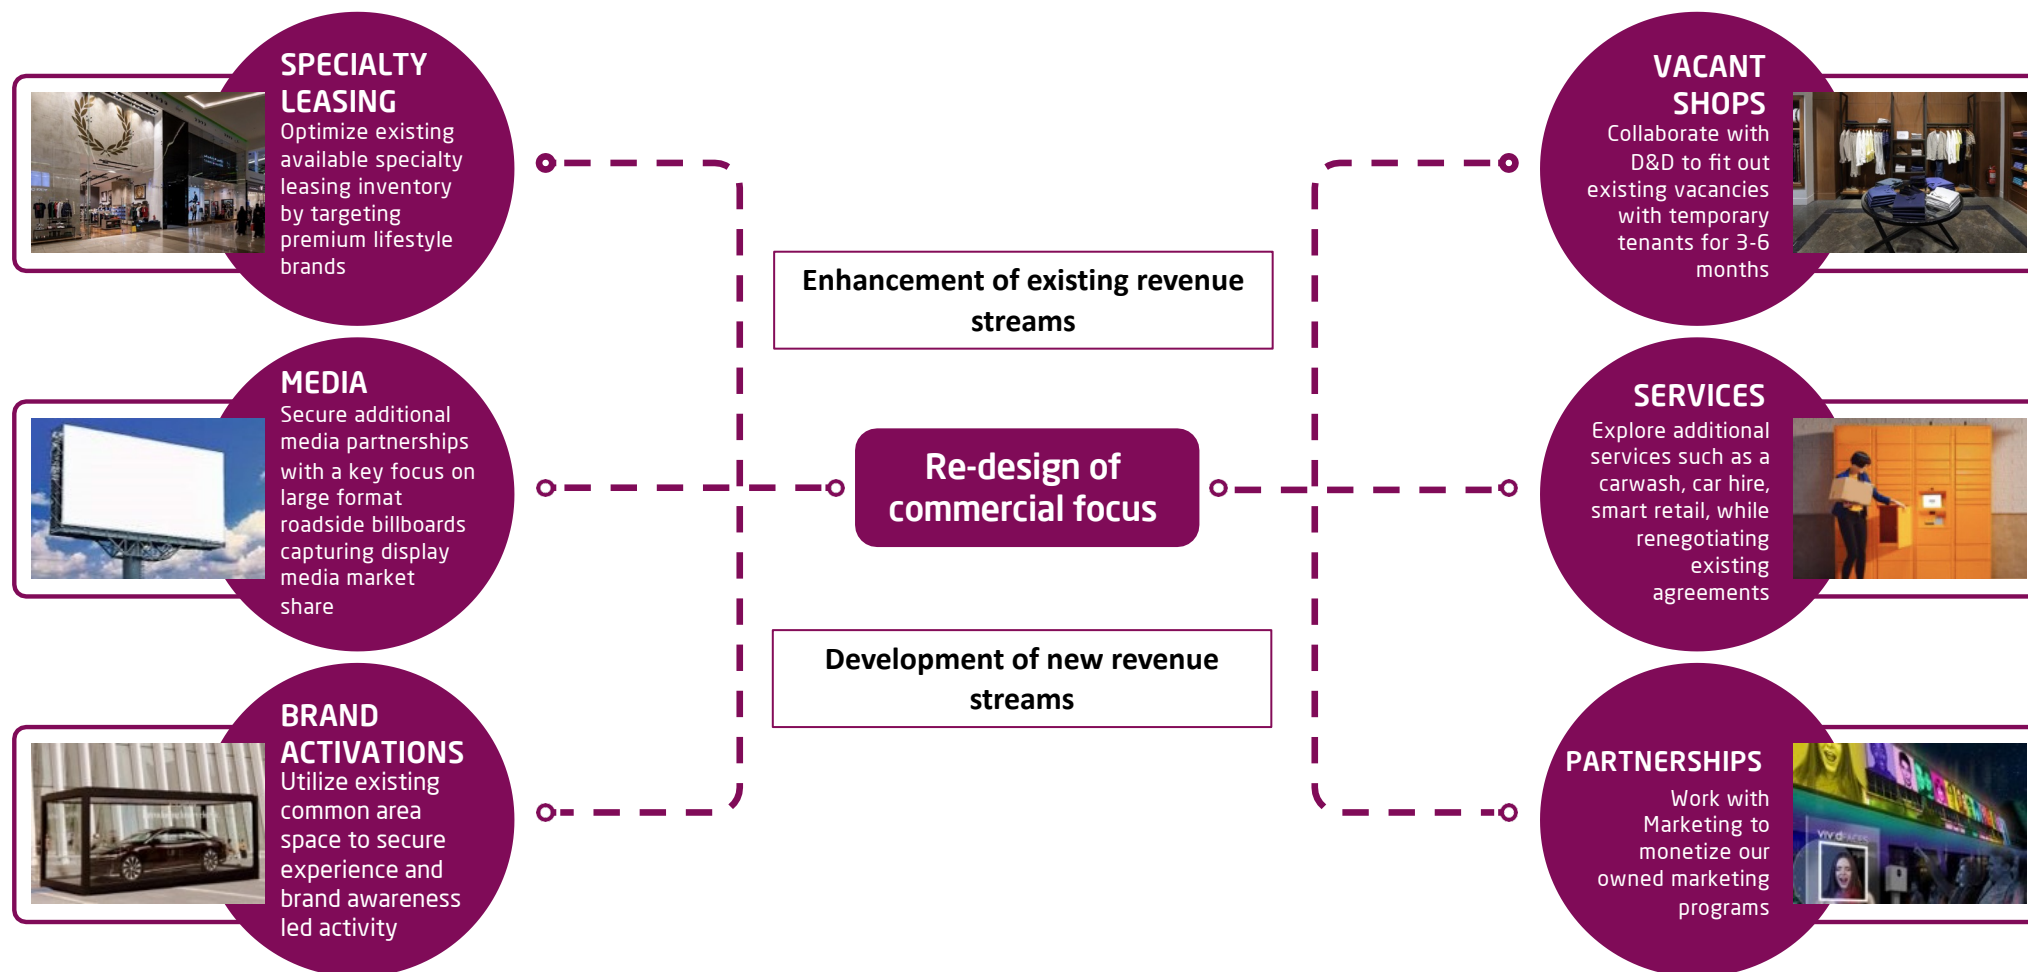 SPECIALTY
LEASING
Optimize existing
available specialty
leasing inventory
by targeting
premium lifestyle
brands
MEDIA
Secure additional
media partnerships
with a key focus on
large format
roadside billboards
capturing display
media market
share
BRAND
ACTIVATIONS
Utilize existing
common area
space to secure
experience and
brand awareness
led activity
Enhancement of existing revenue
streams
Re-design of
commercial focus
Development of new revenue
streams
VACANT
SHOPS
Collaborate with
D&D to fit out
existing vacancies
with temporary
tenants for 3-6
months
SERVICES
Explore additional
services such as a
carwash, car hire,
smart retail, while
renegotiating
existing
agreements
PARTNERSHIPS
Work with
Marketing to
monetize our
owned marketing
programs
VIVIDFACES